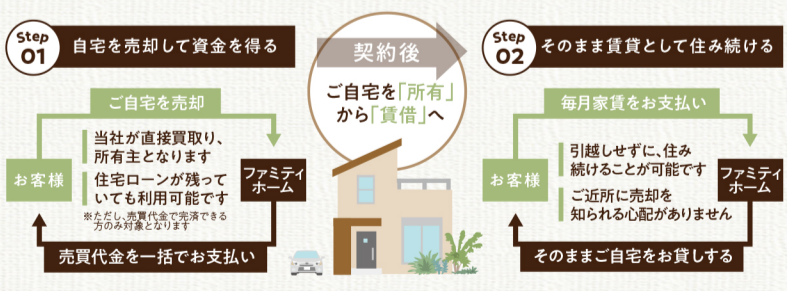 Step
01
自宅を売却して資金を得る
ご自宅を売却
当社が直接買取り、
所有主となります
住宅ローンが残って
いても利用可能です
※ただし、売買代金で完済できる
方のみ対象となります
お客様
ファミティ
ホーム
売買代金を一括でお支払い
契約後
ご自宅を「所有」
から「賃借」へ
Step
02
そのまま賃貸として住み続ける
毎月家賃をお支払い
引越しせずに、住み
続けることが可能です
ご近所に売却を
知られる心配がありません
お客様
ファミティ
ホーム
そのままご自宅をお貸しする